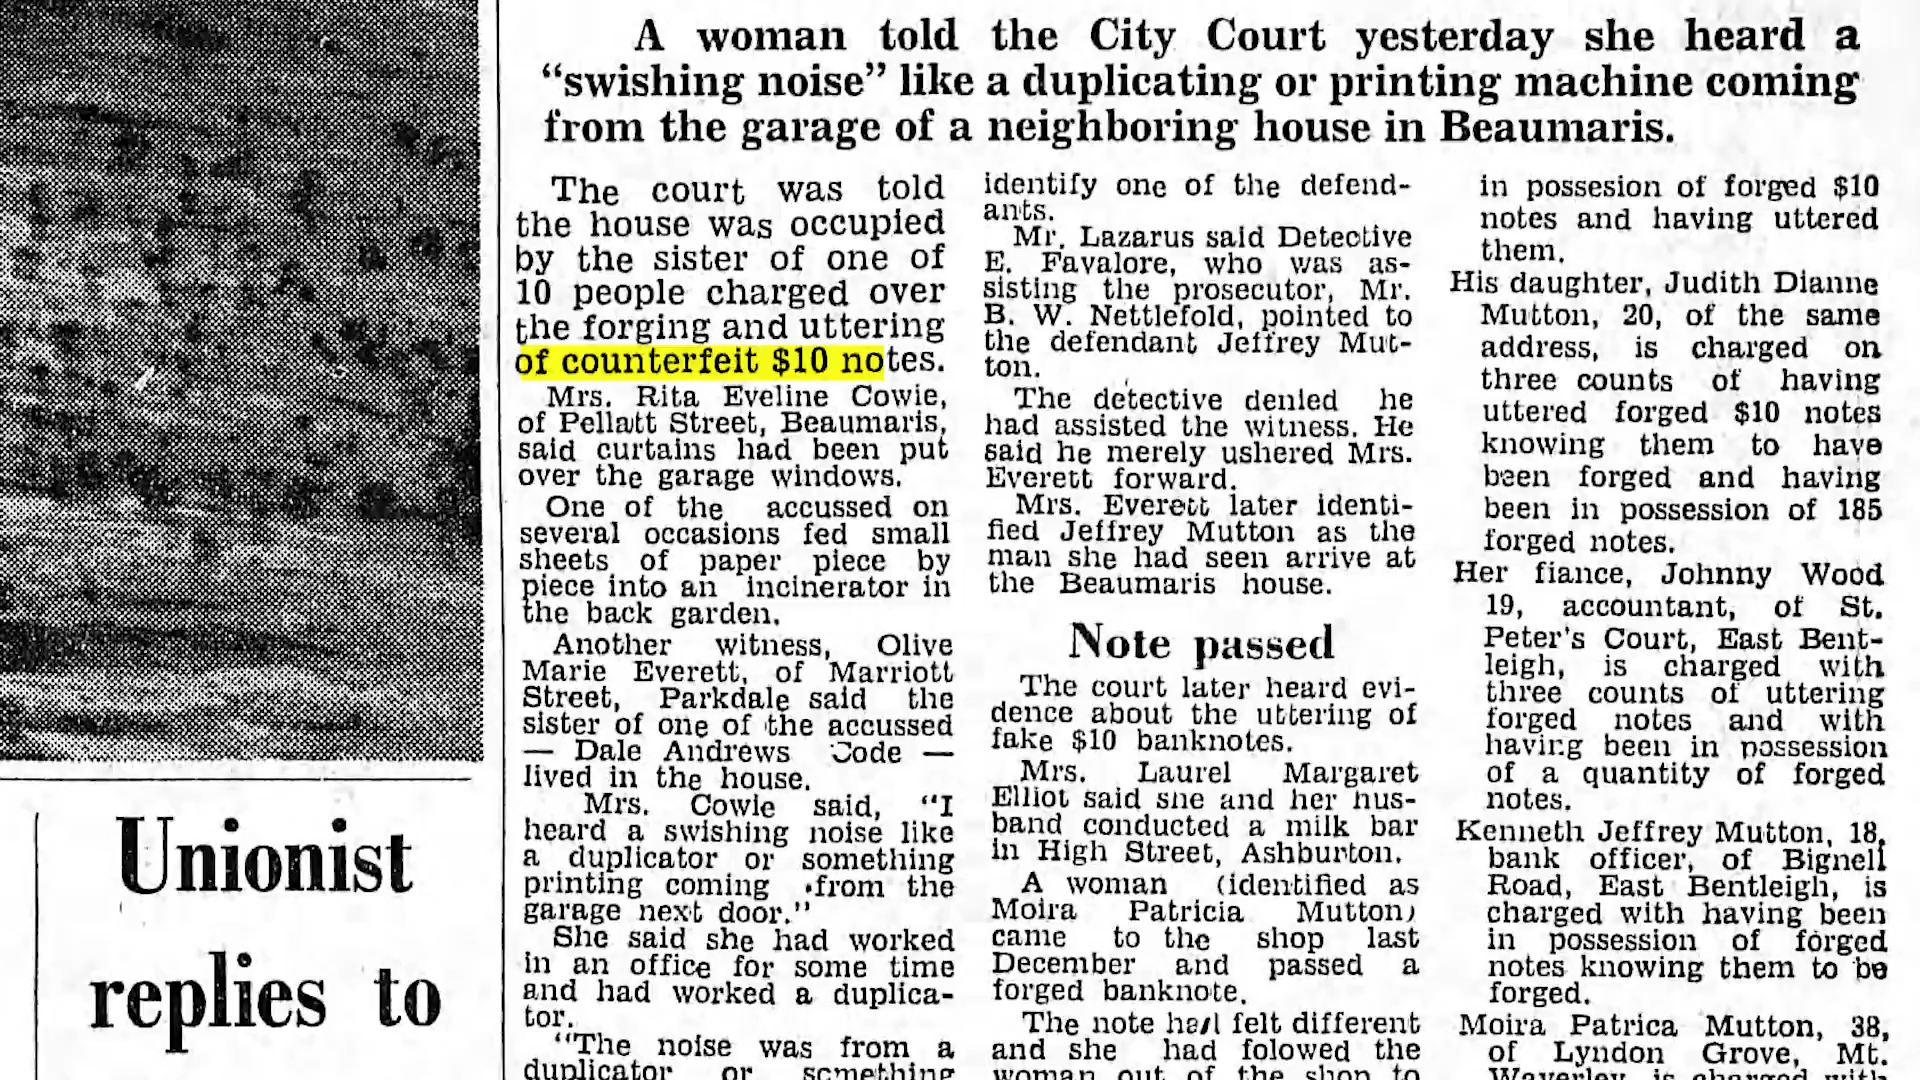 A woman told the City Court yesterday she heard a
“swishing noise” like a duplicating or printing machine coming
from the garage of a neighboring house in Beaumaris.
The court was told
the house was occupied
by the sister of one of
10 people charged over
the forging and uttering
of counterfeit $10 notes.
Mrs. Rita Eveline Cowie,
of Pellatt Street, Beaumaris,
said curtains had been put
over the garage windows.
One of the accussed on
several occasions fed small
sheets of paper piece by
piece into an incinerator in
the back garden.
Another witness, Olive
Marie Everett, of Marriott
Street, Parkdale said the
sister of one of the accussed
— Dale Andrews Code —
lived in the house.
Mrs. Cowie said, “I
heard a swishing noise like
a duplicator or something
printing coming from the
garage next door.”
She said she had worked
in an office for some time
and had worked a duplica-
tor.
“The noise was from a
duplicator or something
identify one of the defend-
ants.
Mr. Lazarus said Detective
E. Favalore, who was as-
sisting the prosecutor, Mr.
B. W. Nettlefold, pointed to
the defendant Jeffrey Mut-
ton.
The detective denied he
had assisted the witness. He
said he merely ushered Mrs.
Everett forward.
Mrs. Everett later identi-
fied Jeffrey Mutton as the
man she had seen arrive at
the Beaumaris house.
Note passed
The court later heard evi-
dence about the uttering of
fake $10 banknotes.
Mrs. Laurel Margaret
Elliot said she and her hus-
band conducted a milk bar
in High Street, Ashburton.
A woman (identified as
Moira Patricia Mutton)
came to the shop last
December and passed a
forged banknote.
The note had felt different
and she had folowed the
woman out of the shop to
in possesion of forged $10
notes and having uttered
them.
His daughter, Judith Dianne
Mutton, 20, of the same
address, is charged on
three counts of having
uttered forged $10 notes
knowing them to have
been forged and having
been in possession of 185
forged notes.
Her fiance, Johnny Wood
19, accountant, of St.
Peter's Court, East Bent-
leigh, is charged with
three counts of uttering
forged notes and with
having been in possession
of a quantity of forged
notes.
Kenneth Jeffrey Mutton, 18,
bank officer, of Bignell
Road, East Bentleigh, is
charged with having been
in possession of forged
notes knowing them to be
forged.
Moira Patrica Mutton, 38,
of Lyndon Grove, Mt.
Waverley, is charged with
Unionist
replies to